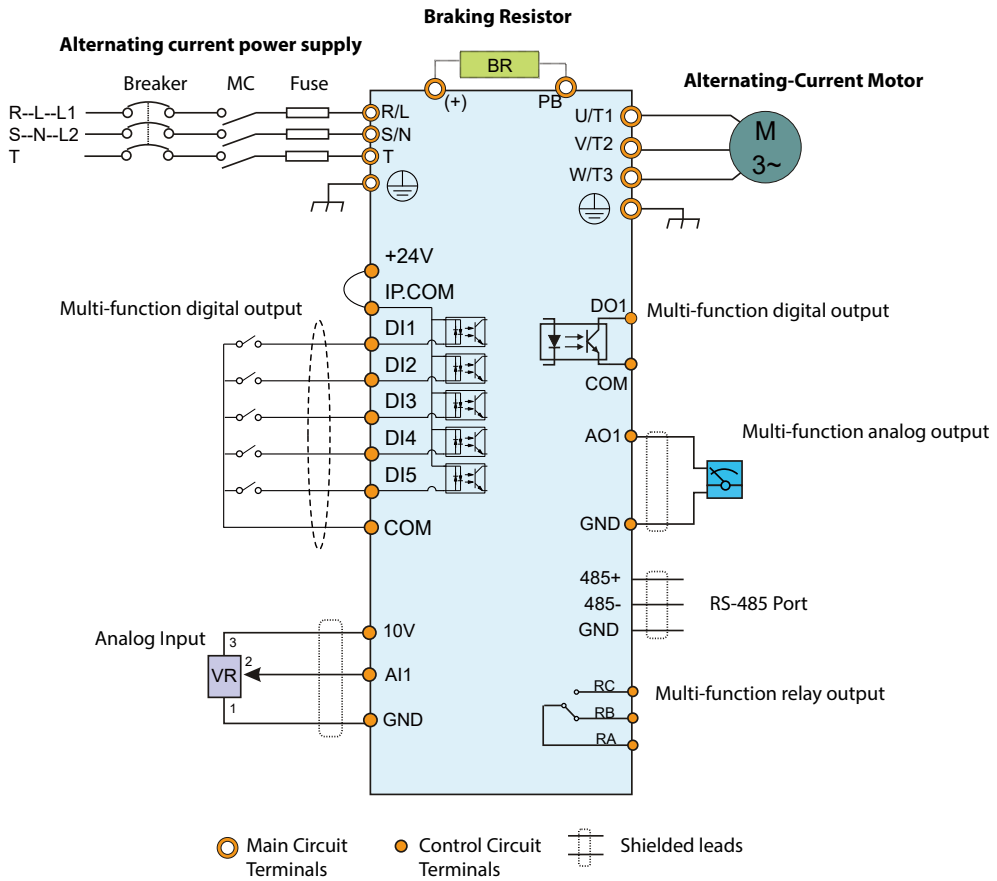 Braking Resistor
Alternating current power supply
BR
Breaker
MC
Fuse
(+)
PB
Alternating-Current Motor
R--L--L1
S--N--L2
T
R/L
S/N
T
U/T1
V/T2
W/T3
M
3~
+24V
IP.COM
Multi-function digital output
DI1
DI2
DI3
DI4
DI5
COM
DO1
COM
Multi-function digital output
AO1
GND
Multi-function analog output
485+
485-
GND
RS-485 Port
Analog Input
3
VR
2
1
10V
AI1
GND
RC
RB
RA
Multi-function relay output
Main Circuit
Terminals
Control Circuit
Terminals
Shielded leads